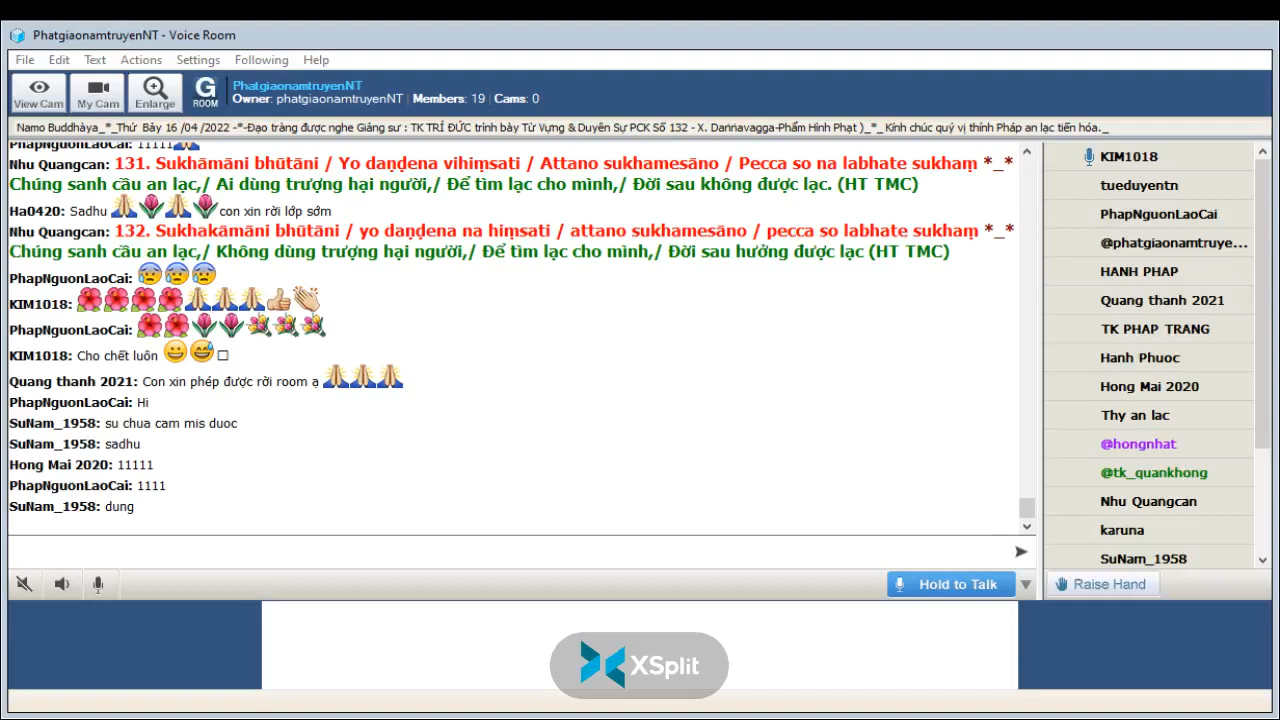 PhatgiaonamtruyenNT - Voice Room
File Edit Text Actions Settings Following Help
View Cam My Cam Enlarge G ROOM
PhatgiaonamtruyenNT
Owner: phatgiaonamtruyenNT | Members: 19 | Cams: 0
Namo Buddhàya_*_Thứ Bảy 16 /04 /2022 -*-Đạo tràng được nghe Giảng sư : TK TRÍ ĐỨC trình bày Từ Vựng & Duyên Sự PCK Số 132 - X. Daṇṇavagga-Phẩm Hình Phạt )_*_ Kính chúc quý vị thính Pháp an lạc tiến hóa._
PhapNguonLaoCai: 11111
Nhu Quangcan: 131. Sukhāmāni bhūtāni / Yo daṇḍena vihiṃsati / Attano sukhamesāno / Pecca so na labhate sukhaṃ *_*
Chúng sanh cầu an lạc,/ Ai dùng trượng hại người,/ Để tìm lạc cho mình,/ Đời sau không được lạc. (HT TMC)
Ha0420: Sadhu 🙏🌷🙏🌷con xin rời lớp sớm
Nhu Quangcan: 132. Sukhakāmāni bhūtāni / yo daṇḍena na hiṃsati / attano sukhamesāno / pecca so labhate sukhaṃ *_*
Chúng sanh cầu an lạc,/ Không dùng trượng hại người,/ Để tìm lạc cho mình,/ Đời sau hưởng được lạc (HT TMC)
PhapNguonLaoCai: 😰😰😰
KIM1018: 🌺🌺🌺🌺🙏🙏🙏👍👏
PhapNguonLaoCai: 🌺🌺🌷🌷💐💐💐
KIM1018: Cho chết luôn 😀😅□
Quang thanh 2021: Con xin phép được rời room ạ 🙏🙏🙏
PhapNguonLaoCai: Hi
SuNam_1958: su chua cam mis duoc
SuNam_1958: sadhu
Hong Mai 2020: 11111
PhapNguonLaoCai: 1111
SuNam_1958: dung
KIM1018
tueduyentn
PhapNguonLaoCai
@phatgiaonamtruye...
HANH PHAP
Quang thanh 2021
TK PHAP TRANG
Hanh Phuoc
Hong Mai 2020
Thy an lac
@hongnhat
@tk_quankhong
Nhu Quangcan
karuna
SuNam_1958
Hold to Talk
Raise Hand
XSplit